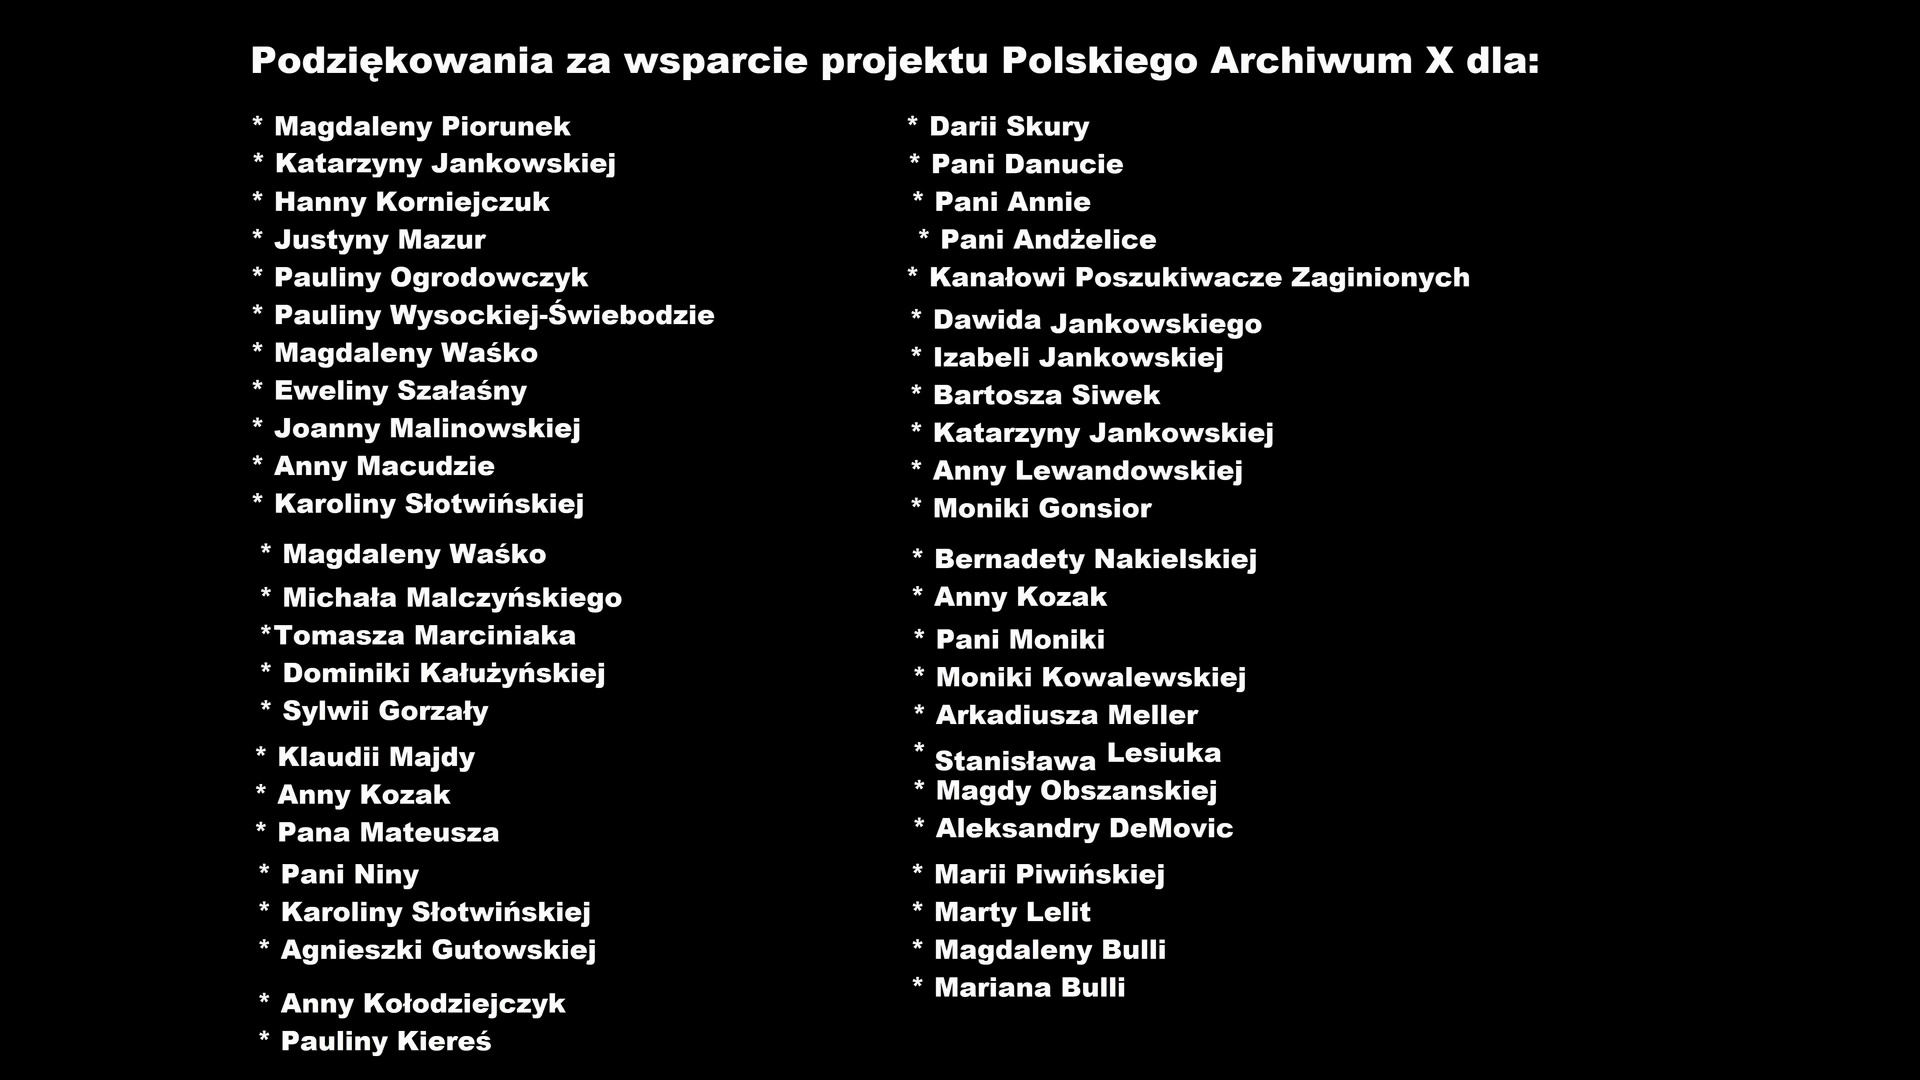 Podziękowania za wsparcie projektu Polskiego Archiwum X dla:
* Magdaleny Piorunek
* Katarzyny Jankowskiej
* Hanny Korniejczuk
* Justyny Mazur
* Pauliny Ogrodowczyk
* Pauliny Wysockiej-Świebodzie
* Magdaleny Waśko
* Eweliny Szałaśny
* Joanny Malinowskiej
* Anny Macudzie
* Karoliny Słotwińskiej
* Magdaleny Waśko
* Michała Malczyńskiego
*Tomasza Marciniaka
* Dominiki Kałużyńskiej
* Sylwii Gorzały
* Klaudii Majdy
* Anny Kozak
* Pana Mateusza
* Pani Niny
* Karoliny Słotwińskiej
* Agnieszki Gutowskiej
* Anny Kołodziejczyk
* Pauliny Kiereś
* Darii Skury
* Pani Danucie
* Pani Annie
* Pani Andżelice
* Kanałowi Poszukiwacze Zaginionych
* Dawida Jankowskiego
* Izabeli Jankowskiej
* Bartosza Siwek
* Katarzyny Jankowskiej
* Anny Lewandowskiej
* Moniki Gonsior
* Bernadety Nakielskiej
* Anny Kozak
* Pani Moniki
* Moniki Kowalewskiej
* Arkadiusza Meller
* Stanisława Lesiuka
* Magdy Obszanskiej
* Aleksandry DeMovic
* Marii Piwińskiej
* Marty Lelit
* Magdaleny Bulli
* Mariana Bulli